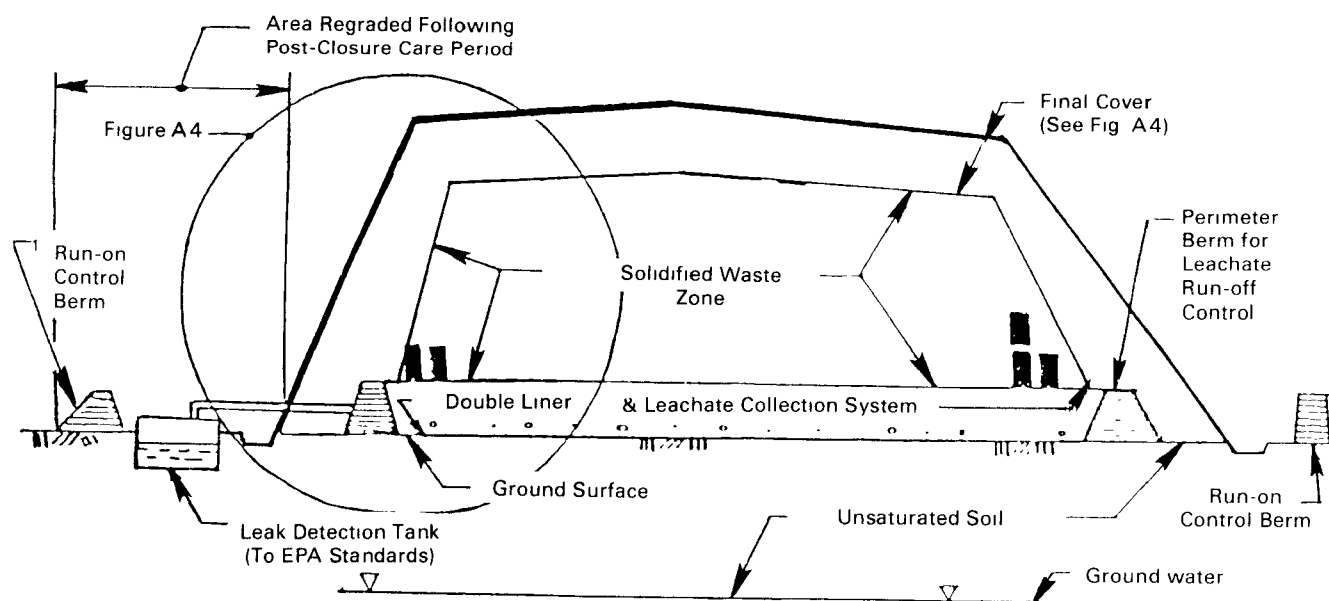 Area Regraded Following
Post-Closure Care Period
Figure A4
Final Cover
(See Fig A4)
Run-on
Control
Berm
Solidified Waste
Zone
Perimeter
Berm for
Leachate
Run-off
Control
Double Liner & Leachate Collection System
Ground Surface
Leak Detection Tank
(To EPA Standards)
Unsaturated Soil
Run-on
Control Berm
Ground water